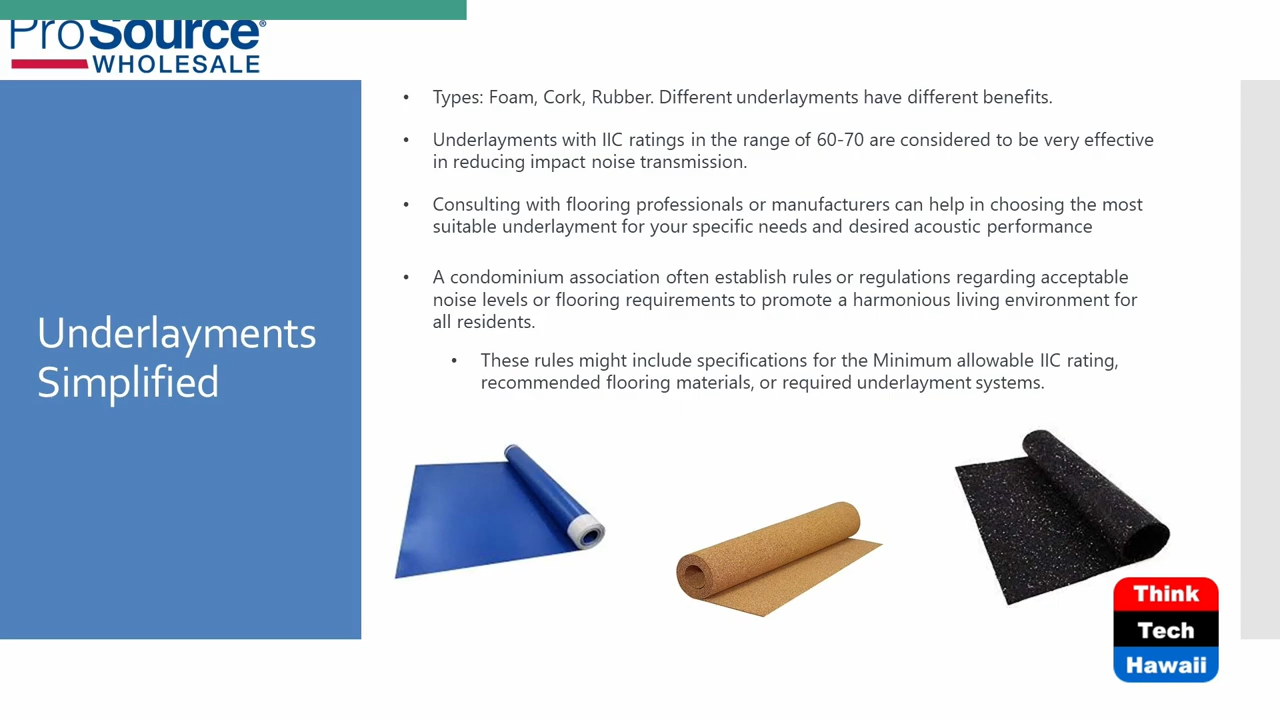 ProSource®
WHOLESALE
• Types: Foam, Cork, Rubber. Different underlayments have different benefits.
• Underlayments with IIC ratings in the range of 60-70 are considered to be very effective
in reducing impact noise transmission.
• Consulting with flooring professionals or manufacturers can help in choosing the most
suitable underlayment for your specific needs and desired acoustic performance
• A condominium association often establish rules or regulations regarding acceptable
noise levels or flooring requirements to promote a harmonious living environment for
all residents.
• These rules might include specifications for the Minimum allowable IIC rating,
recommended flooring materials, or required underlayment systems.
Underlayments
Simplified
Think
Tech
Hawaii